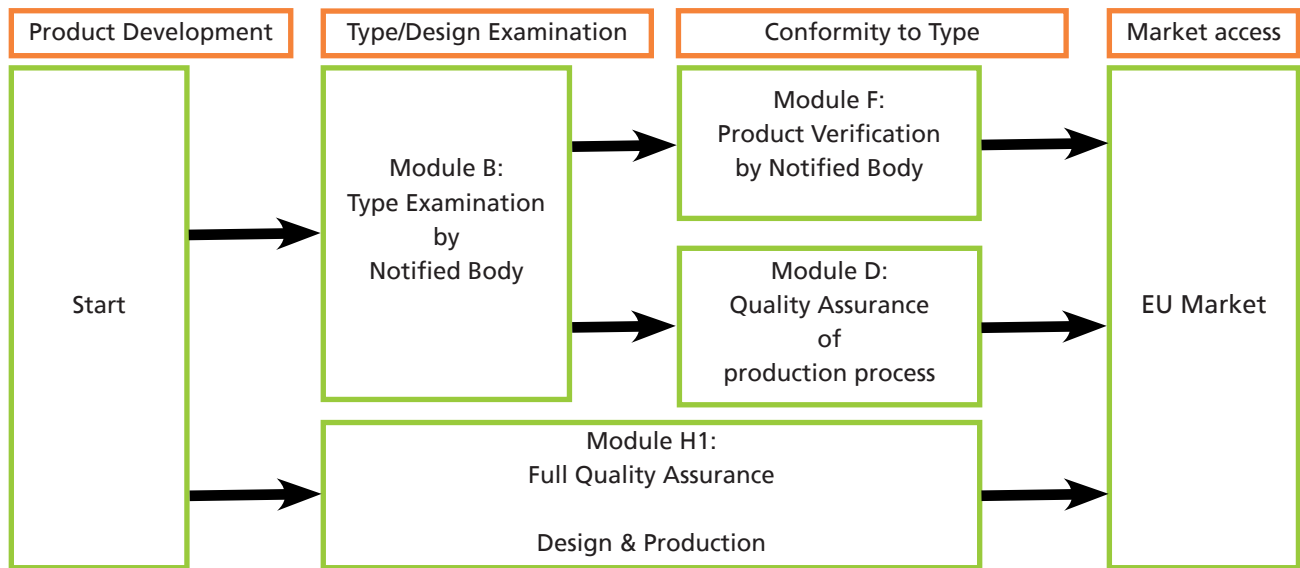 Product Development
Type/Design Examination
Conformity to Type
Market access
Start
Module B:
Type Examination
by
Notified Body
Module F:
Product Verification
by Notified Body
Module D:
Quality Assurance
of
production process
Module H1:
Full Quality Assurance
Design & Production
EU Market